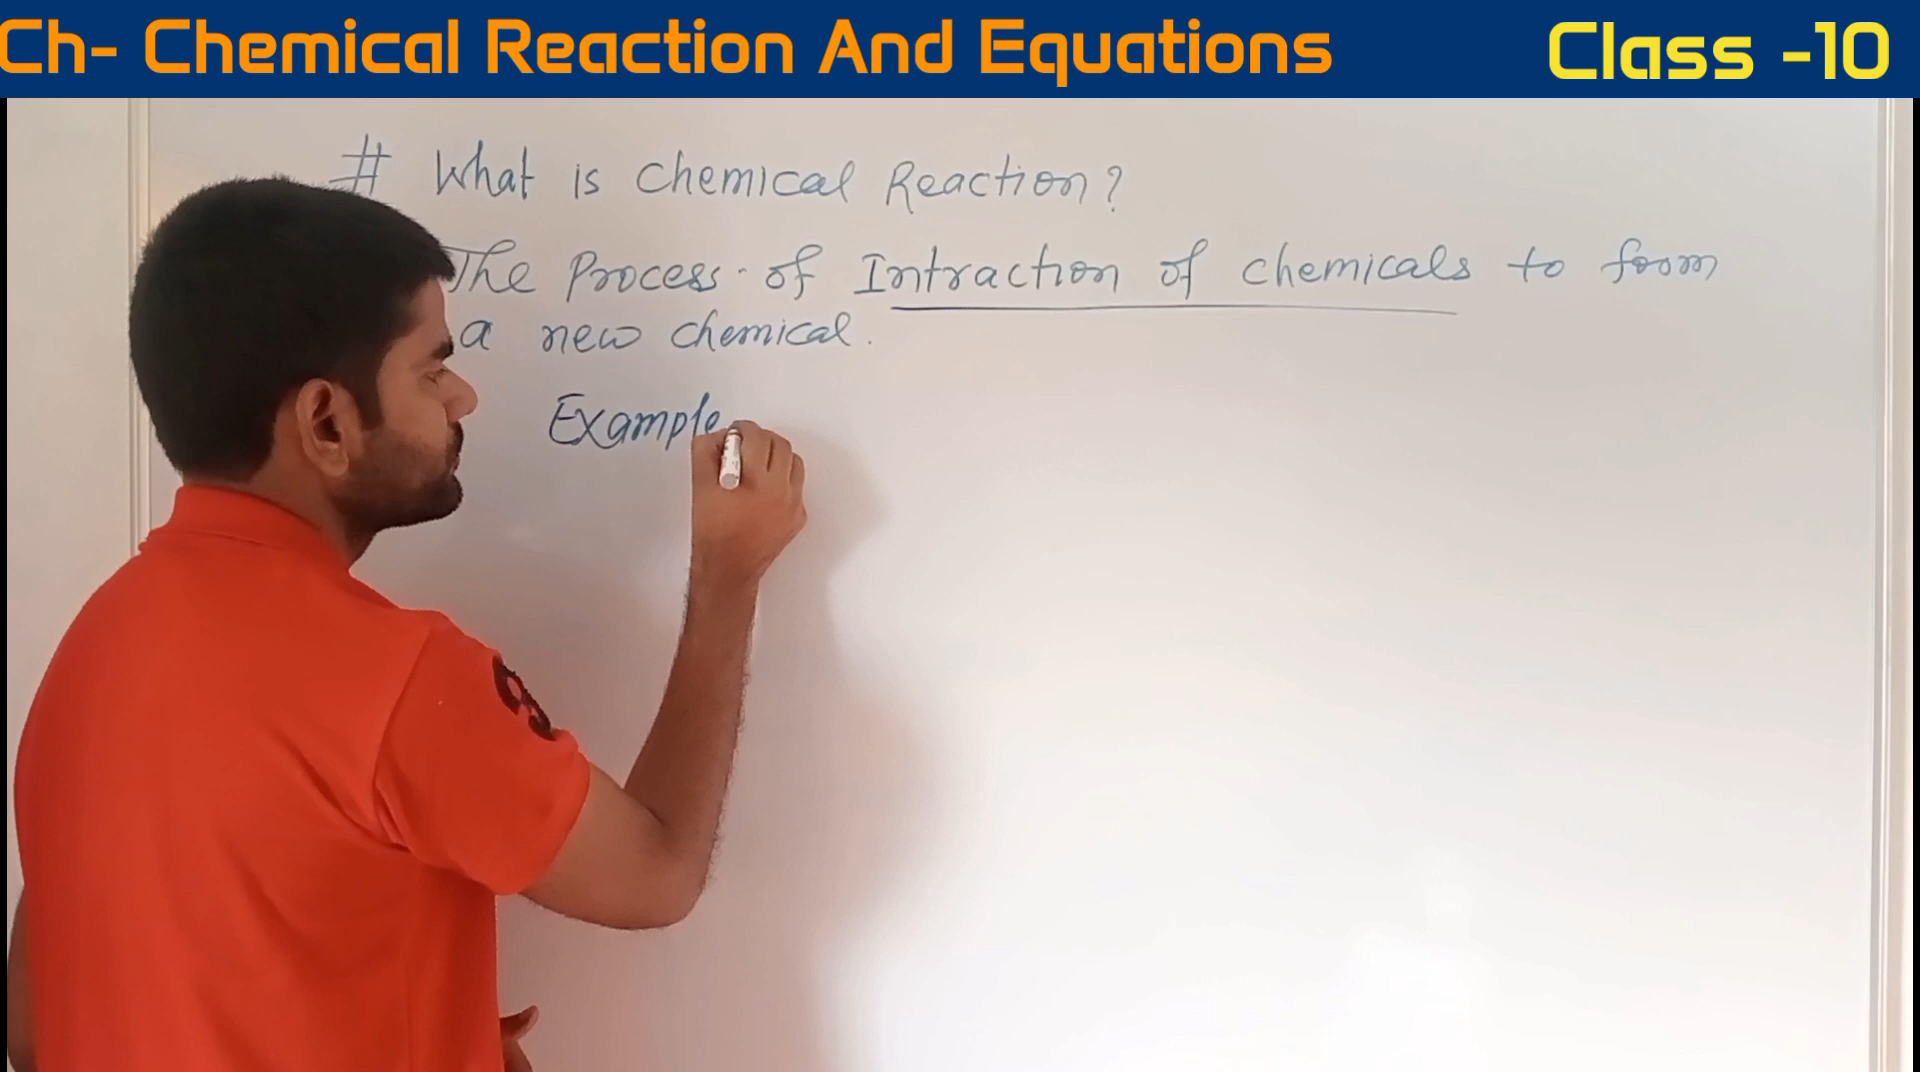 Ch- Chemical Reaction And Equations
Class -10
# What is Chemical Reaction?
The Process of Intraction of chemicals to form
a new chemical.
Example